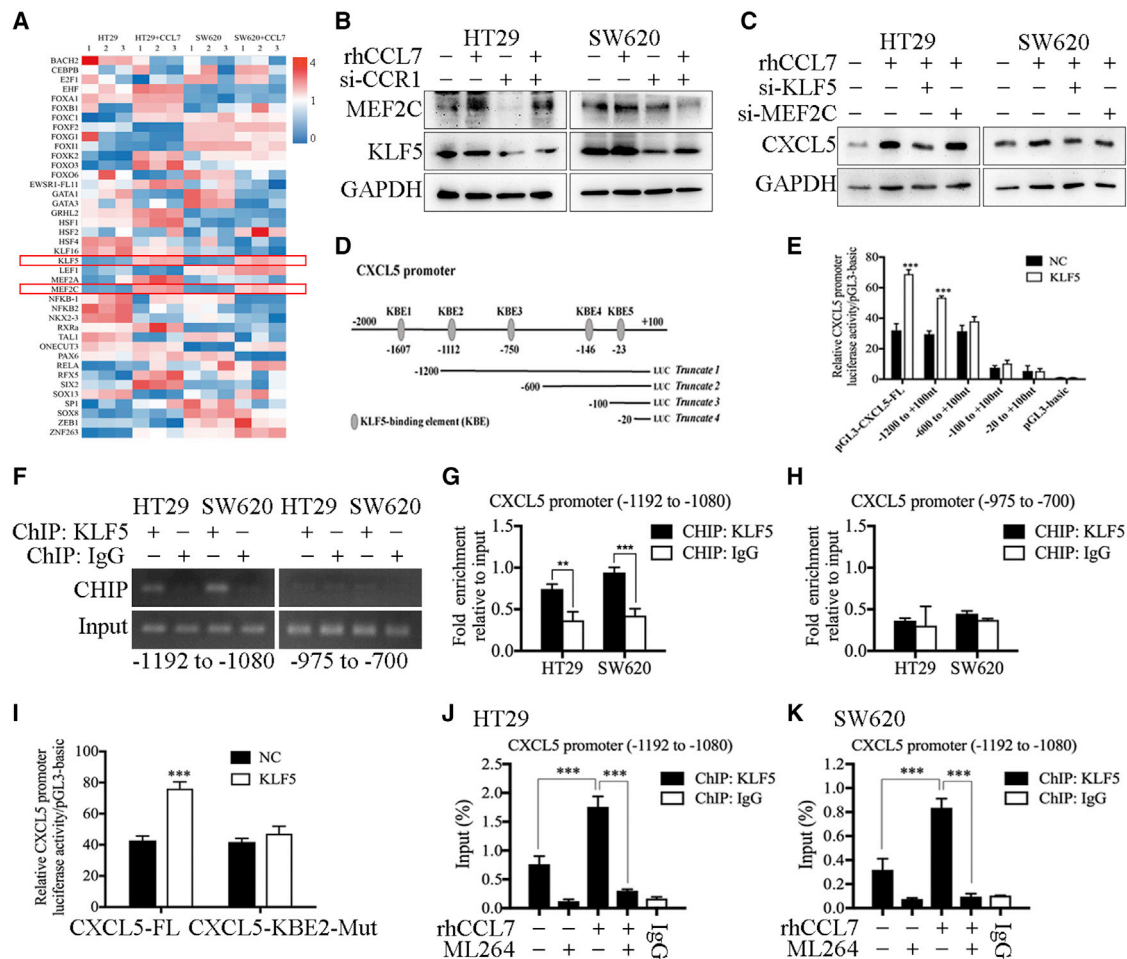 A
HT29 HT29+CCL7 SW620 SW620+CCL7
1 2 3 1 2 3 1 2 3 1 2 3
BACH2
CEBPB
E2F1
EHF
FOXA1
FOXB1
FOXC1
FOXF2
FOXG1
FOXI1
FOXK2
FOXO3
FOXO6
EWSR1-FL11
GATA1
GATA3
GRHL2
HSF1
HSF2
HSF4
KLF16
KLF5
LEF1
MEF2A
MEF2C
NFKB-1
NFKB2
NKX2-3
RXRa
TAL1
ONECUT3
PAX6
RELA
RFX5
SIX2
SOX13
SP1
SOX8
ZEB1
ZNF263
4
2
0
B
HT29 SW620
rhCCL7 – + – + – + – +
si-CCR1 – – + + – – + +
MEF2C
KLF5
GAPDH
C
HT29 SW620
rhCCL7 – + + + – + + +
si-KLF5 – – + – – – + –
si-MEF2C – – – + – – – +
CXCL5
GAPDH
D
CXCL5 promoter
KBE1 KBE2 KBE3 KBE4 KBE5
-2000 +100
-1607 -1112 -750 -146 -23
-1200 LUC Truncate 1
-600 LUC Truncate 2
-100 LUC Truncate 3
-20 LUC Truncate 4
KLF5-binding element (KBE)
E
Relative CXCL5 promoter
luciferase activity/pGL3-basic
80
60
40
20
0
*** ***
NC
KLF5
pGL3-CXCL5-FL
-1200 to +100nt
-600 to +100nt
-100 to +100nt
-20 to +100nt
pGL3-basic
F
HT29 SW620 HT29 SW620
ChIP: KLF5 + – + – + – + –
ChIP: IgG – + – + – + – +
CHIP
Input
-1192 to -1080 -975 to -700
G
CXCL5 promoter (-1192 to -1080)
Fold enrichment
relative to input
1.5
1.0
0.5
0.0
** ***
CHIP: KLF5
CHIP: IgG
HT29 SW620
H
CXCL5 promoter (-975 to -700)
Fold enrichment
relative to input
1.5
1.0
0.5
0.0
CHIP: KLF5
CHIP: IgG
HT29 SW620
I
Relative CXCL5 promoter
luciferase activity/pGL3-basic
100
80
60
40
20
0
***
NC
KLF5
CXCL5-FL CXCL5-KBE2-Mut
J
HT29
CXCL5 promoter (-1192 to -1080)
Input (%)
2.5
2.0
1.5
1.0
0.5
0.0
*** ***
ChIP: KLF5
ChIP: IgG
rhCCL7 – – + + IgG
ML264 – + – +
K
SW620
CXCL5 promoter (-1192 to -1080)
Input (%)
1.2
1.0
0.8
0.6
0.4
0.2
0.0
*** ***
ChIP: KLF5
ChIP: IgG
rhCCL7 – – + + IgG
ML264 – + – +